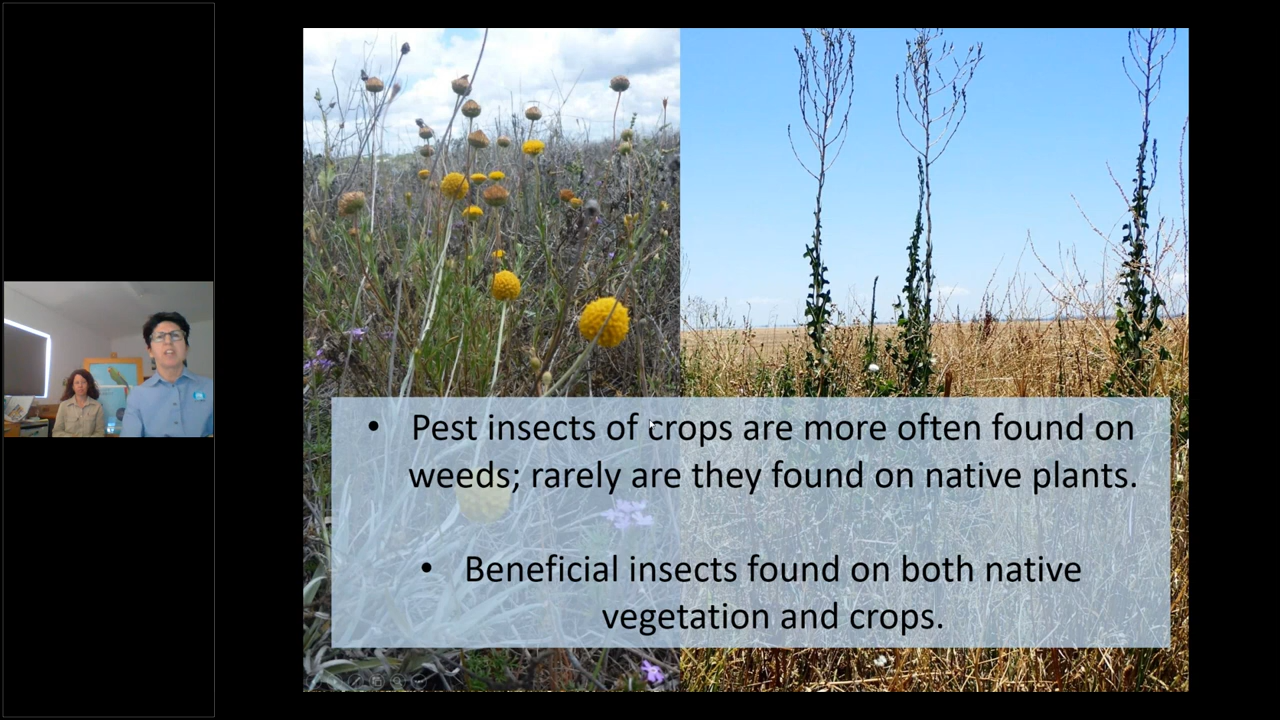 • Pest insects of crops are more often found on
weeds; rarely are they found on native plants.
• Beneficial insects found on both native
vegetation and crops.